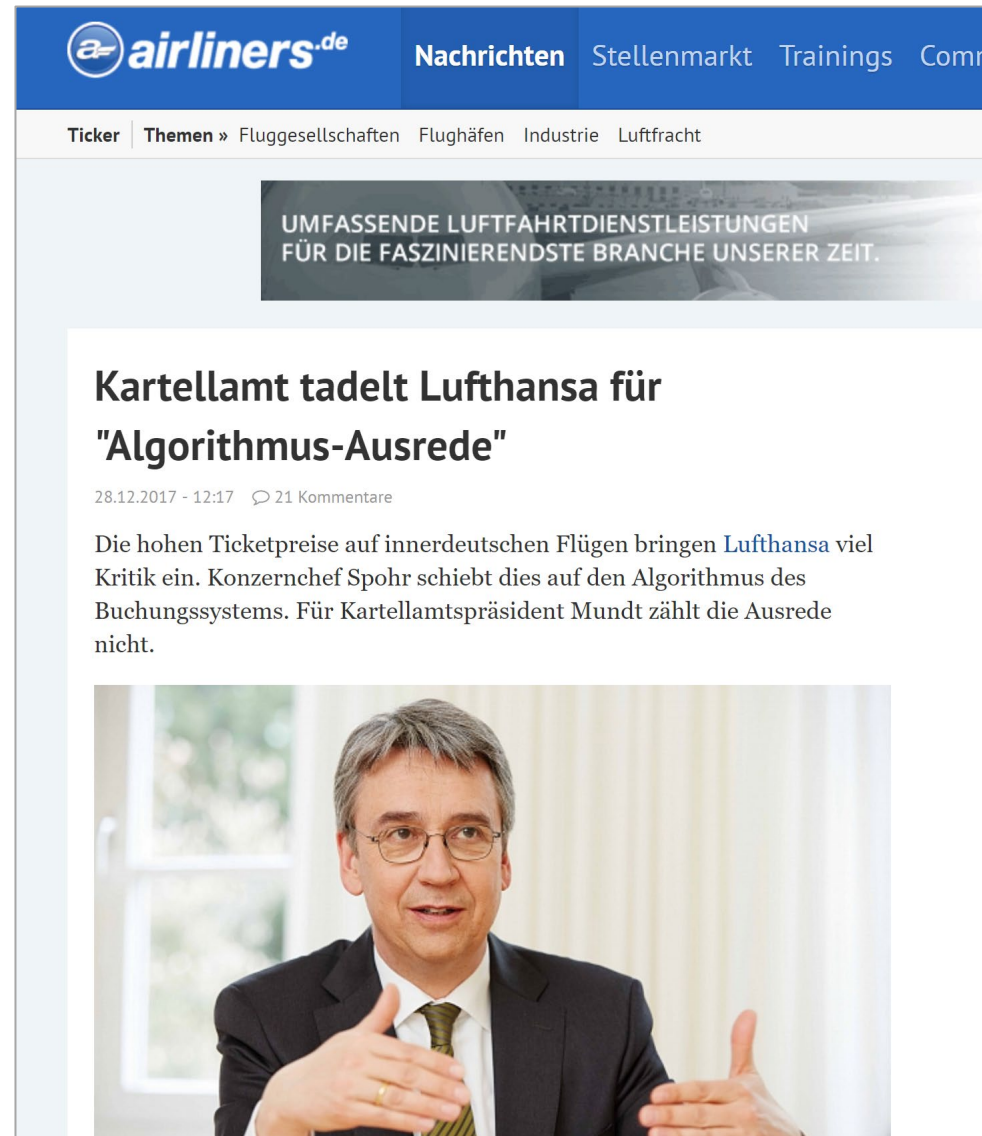 airliners.de
Nachrichten Stellenmarkt Trainings
Ticker Themen » Fluggesellschaften Flughäfen Industrie Luftfracht
UMFASSENDE LUFTFAHRTDIENSTLEISTUNGEN
FÜR DIE FASZINIERENDSTE BRANCHE UNSERER ZEIT.
Kartellamt tadelt Lufthansa für
"Algorithmus-Ausrede"
28.12.2017 - 12:17 21 Kommentare
Die hohen Ticketpreise auf innerdeutschen Flügen bringen Lufthansa viel
Kritik ein. Konzernchef Spohr schiebt dies auf den Algorithmus des
Buchungssystems. Für Kartellamtspräsident Mundt zählt die Ausrede
nicht.